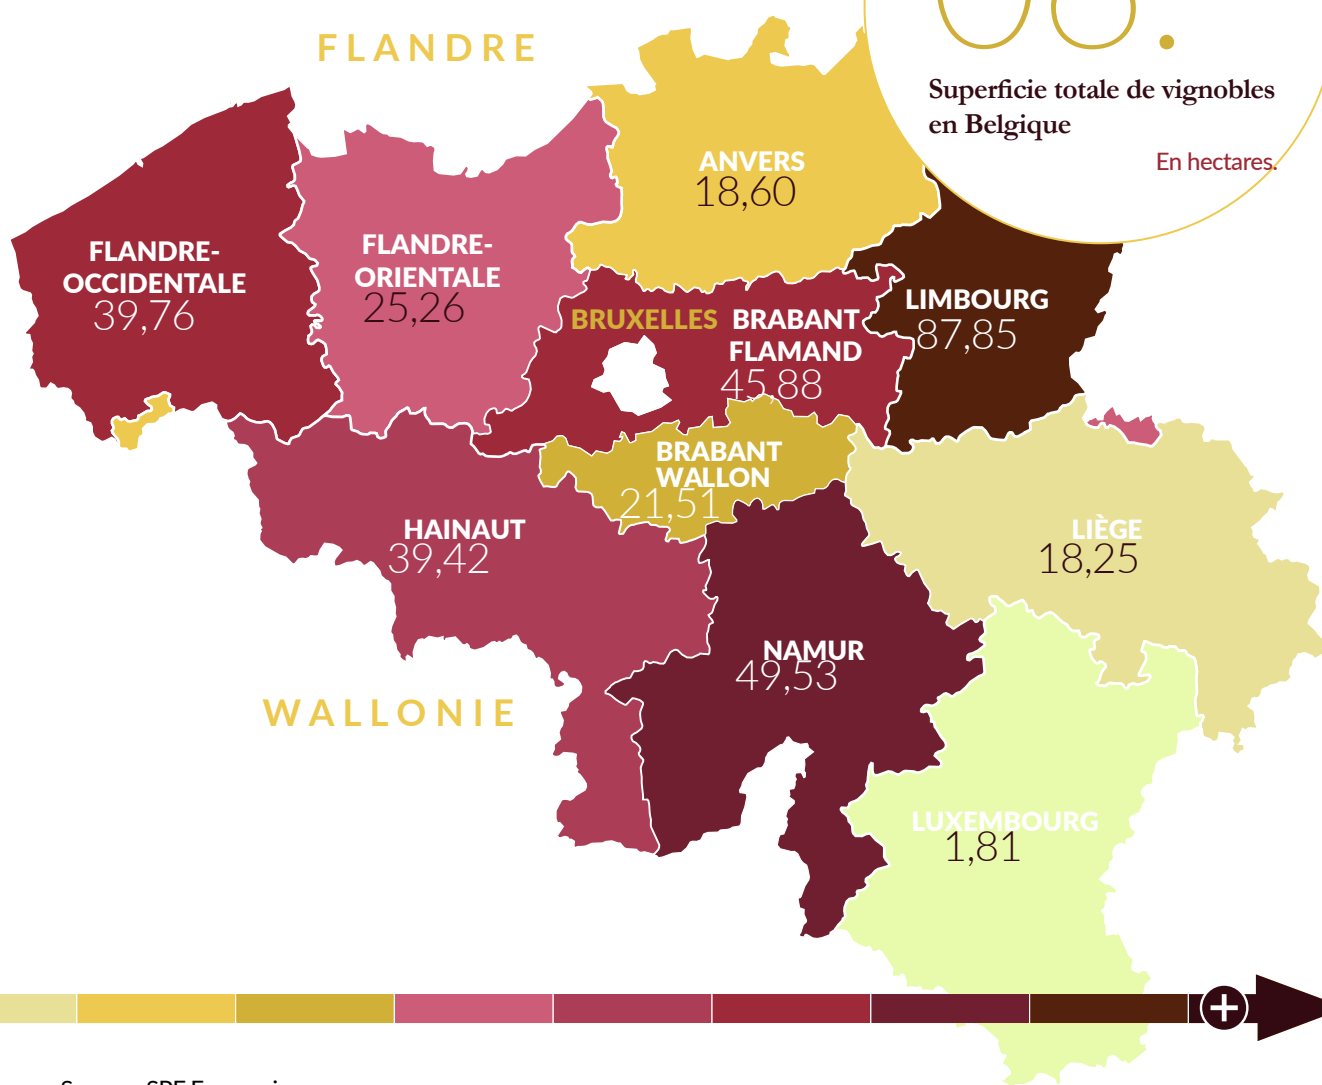 FLANDRE
08.
Superficie totale de vignobles
en Belgique
En hectares.
ANVERS
18,60
FLANDRE-
OCCIDENTALE
39,76
FLANDRE-
ORIENTALE
25,26
BRUXELLES
BRABANT
FLAMAND
45,88
LIMBOURG
87,85
BRABANT
WALLON
21,51
HAINAUT
39,42
LIÈGE
18,25
NAMUR
49,53
WALLONIE
LUXEMBOURG
1,81
+